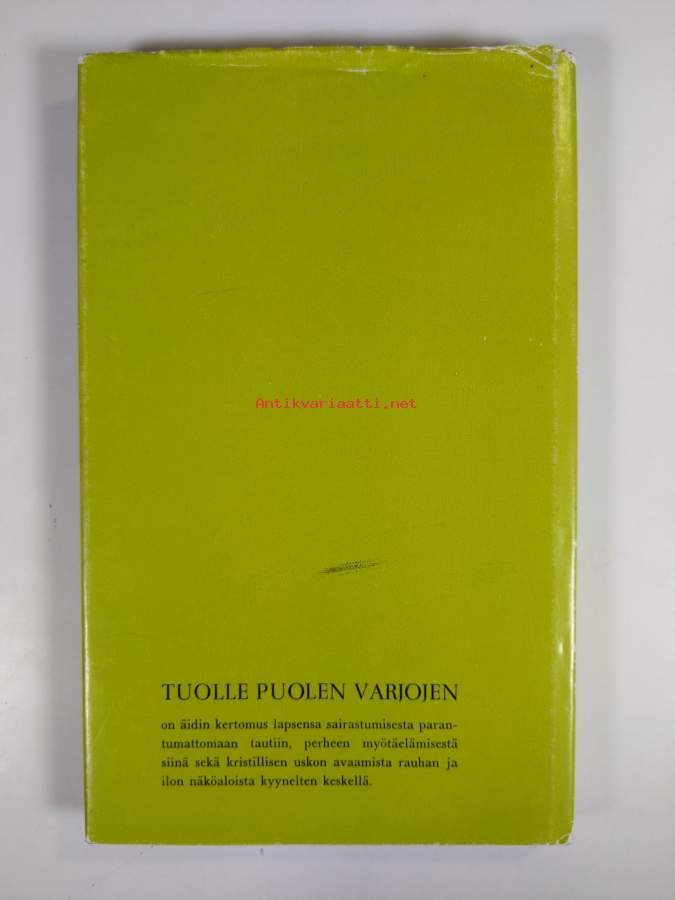 Antikvariaatti.net
TUOLLE PUOLEN VARJOJEN
on äidin kertomus lapsensa sairastumisesta paran-
tumattomaan tautiin, perheen myötäelämisestä
siinä sekä kristillisen uskon avaamista rauhan ja
ilon näköaloista kyynelten keskellä.